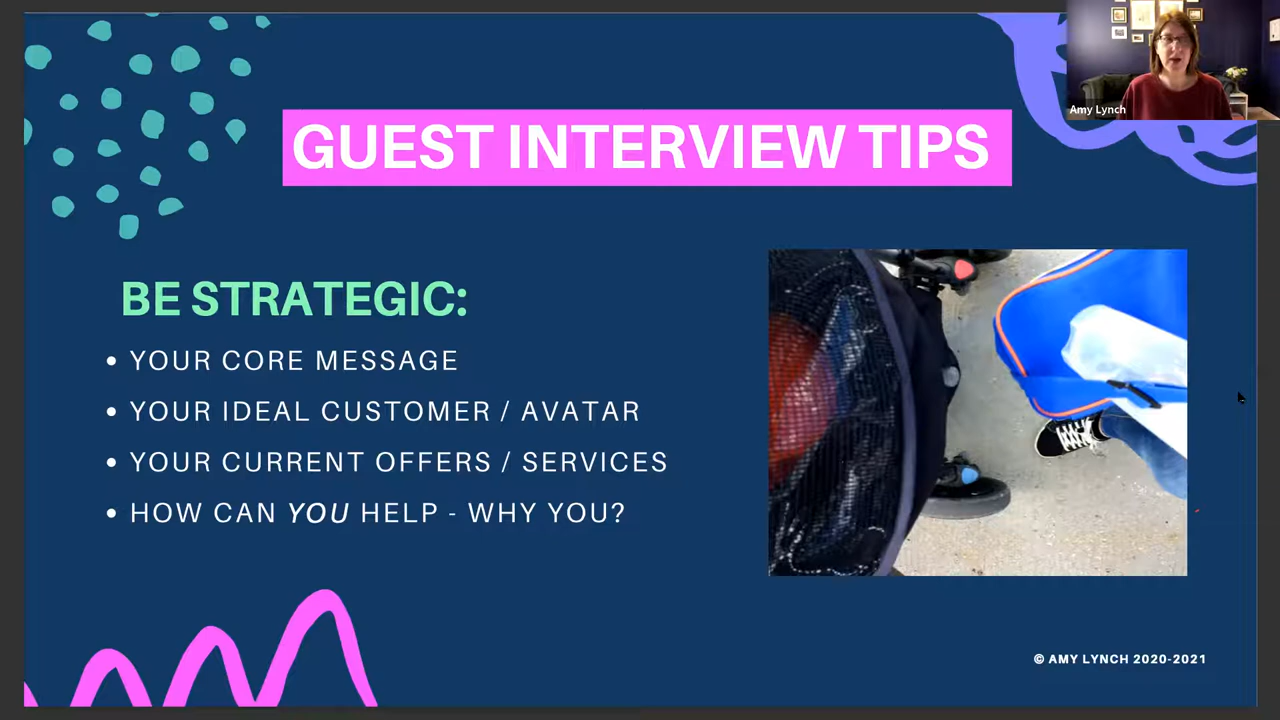 Amy Lynch
GUEST INTERVIEW TIPS
BE STRATEGIC:
• YOUR CORE MESSAGE
• YOUR IDEAL CUSTOMER / AVATAR
• YOUR CURRENT OFFERS / SERVICES
• HOW CAN YOU HELP - WHY YOU?
© AMY LYNCH 2020-2021